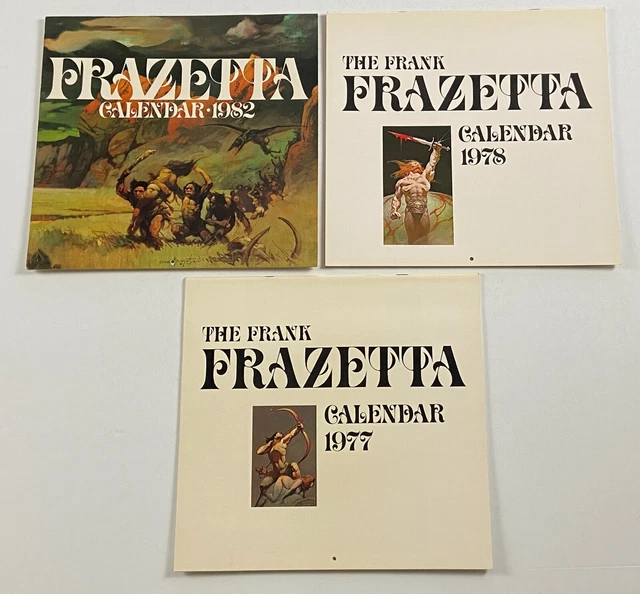 FRAZETTA
CALENDAR·1982
THE FRANK
FRAZETTA
CALENDAR
1978
THE FRANK
FRAZETTA
CALENDAR
1977